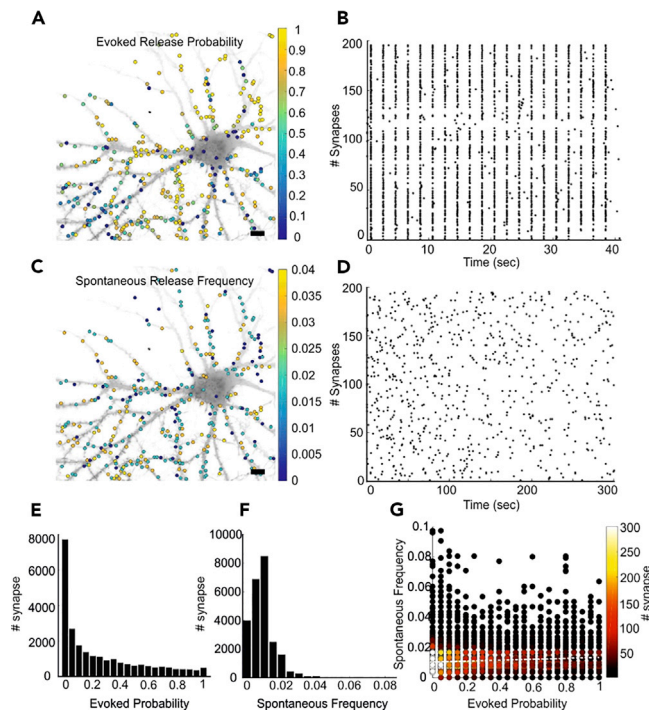 A
Evoked Release Probability
1
0.9
0.8
0.7
0.6
0.5
0.4
0.3
0.2
0.1
0
B
# Synapses
200
150
100
50
0
0 10 20 30 40
Time (sec)
C
Spontaneous Release Frequency
0.04
0.035
0.03
0.025
0.02
0.015
0.01
0.005
0
D
# Synapses
200
150
100
50
0
0 100 200 300
Time (sec)
E
# synapse
8000
6000
4000
2000
0
0 0.2 0.4 0.6 0.8 1
Evoked Probability
F
# synapse
10000
8000
6000
4000
2000
0
0 0.02 0.04 0.06 0.08
Spontaneous Frequency
G
Spontaneous Frequency
0.1
0.08
0.06
0.04
0.02
0
0 0.2 0.4 0.6 0.8 1
Evoked Probability
300
250
200
150
100
50
# synapse